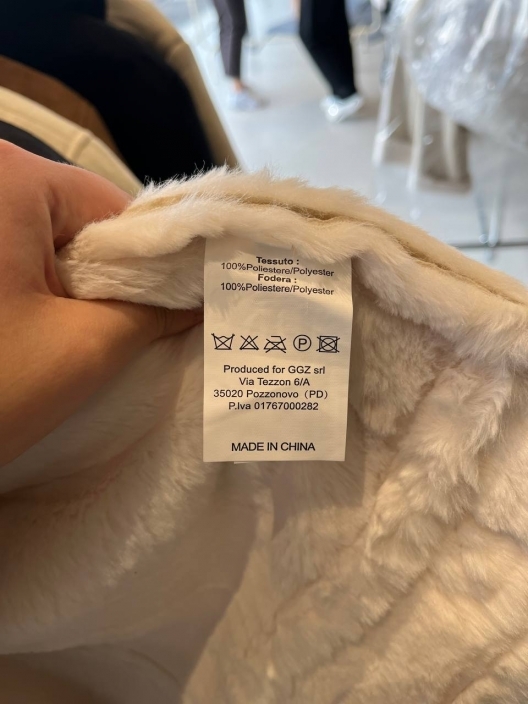 Tessuto :
100%Poliestere/Polyester
Fodera :
100%Poliestere/Polyester
P
Produced for GGZ srl
Via Tezzon 6/A
35020 Pozzonovo（PD）
P.Iva 01767000282
MADE IN CHINA